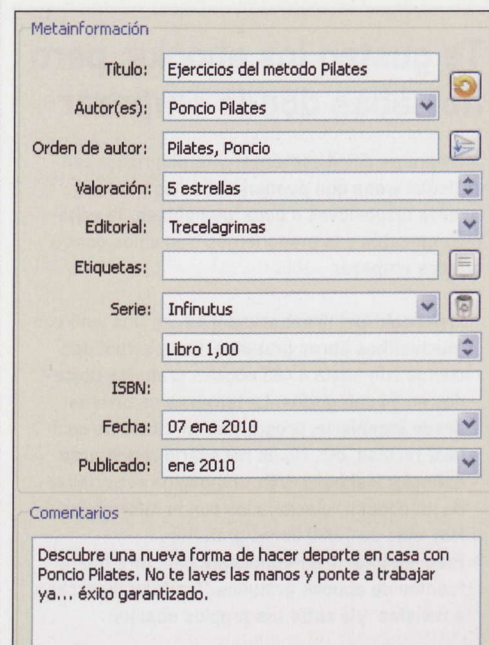 Metainformación
Título: Ejercicios del metodo Pilates
Autor(es): Poncio Pilates
Orden de autor: Pilates, Poncio
Valoración: 5 estrellas
Editorial: Trecelagrimas
Etiquetas:
Serie: Infinutus
Libro 1,00
ISBN:
Fecha: 07 ene 2010
Publicado: ene 2010
Comentarios
Descubre una nueva forma de hacer deporte en casa con
Poncio Pilates. No te laves las manos y ponte a trabajar
ya... éxito garantizado.